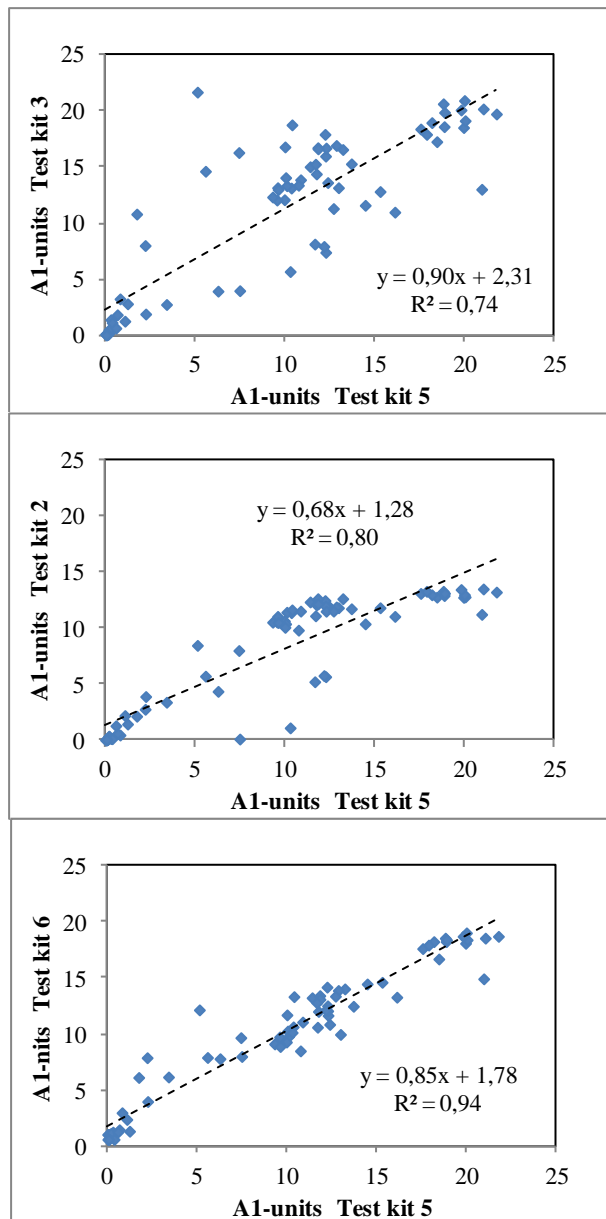 25
20
15
10
5
0
A1-units Test kit 3
y = 0,90x + 2,31
R² = 0,74
0 5 10 15 20 25
A1-units Test kit 5
25
20
15
10
5
0
A1-units Test kit 2
y = 0,68x + 1,28
R² = 0,80
0 5 10 15 20 25
A1-units Test kit 5
25
20
15
10
5
0
A1-nits Test kit 6
y = 0,85x + 1,78
R² = 0,94
0 5 10 15 20 25
A1-units Test kit 5